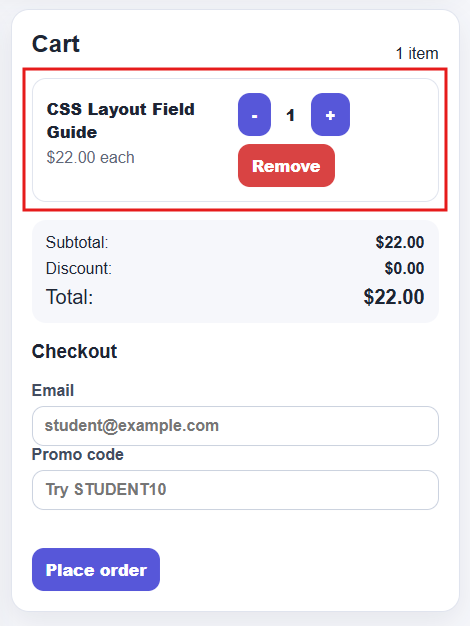 Cart
1 item
CSS Layout Field
Guide
$22.00 each
- 1 +
Remove
Subtotal: $22.00
Discount: $0.00
Total: $22.00
Checkout
Email
student@example.com
Promo code
Try STUDENT10
Place order